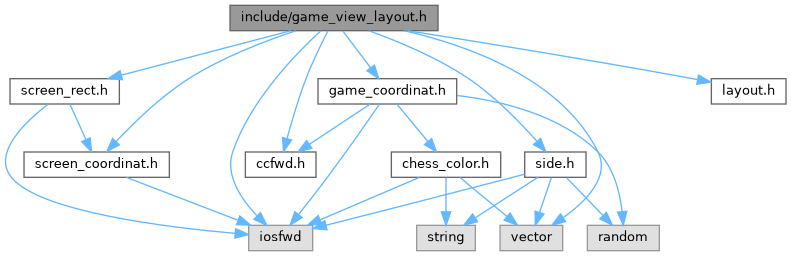 include/game_view_layout.h
screen_rect.h
game_coordinat.h
layout.h
screen_coordinat.h
ccfwd.h
chess_color.h
side.h
iosfwd
string
vector
random